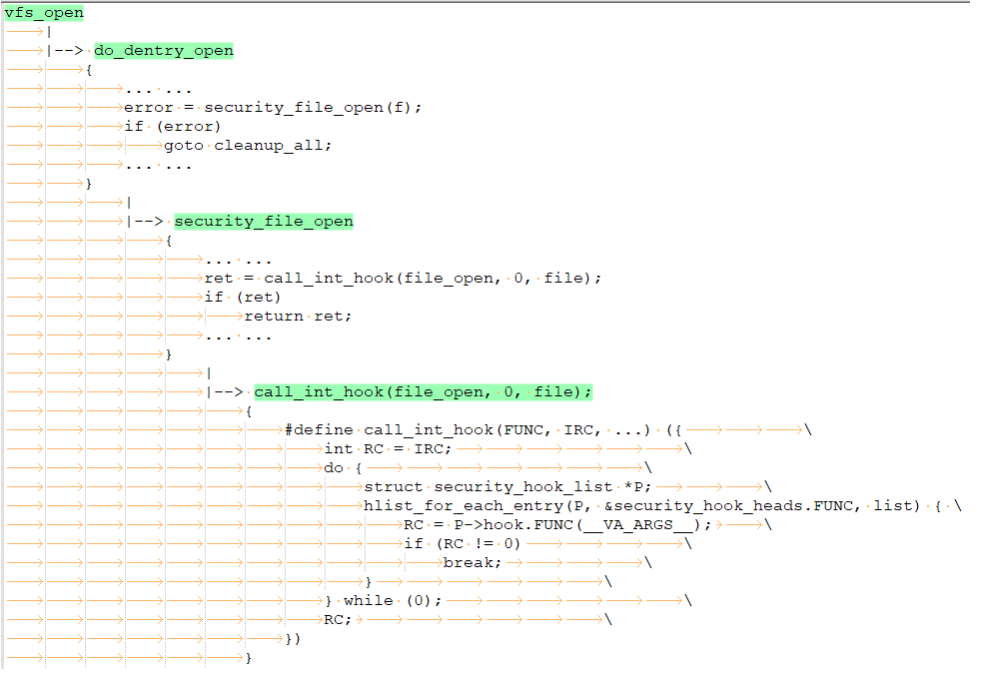 vfs_open
|
|--> do_dentry_open
{
... ...
error = security_file_open(f);
if (error)
goto cleanup_all;
... ...
}
|
|--> security_file_open
{
... ...
ret = call_int_hook(file_open, 0, file);
if (ret)
return ret;
... ...
}
|
|--> call_int_hook(file_open, 0, file);
{
#define call_int_hook(FUNC, IRC, ...) ({ \
int RC = IRC; \
do { \
struct security_hook_list *P; \
hlist_for_each_entry(P, &security_hook_heads.FUNC, list) { \
RC = P->hook.FUNC(__VA_ARGS__); \
if (RC != 0) \
break; \
} \
} while (0); \
RC; \
})
}